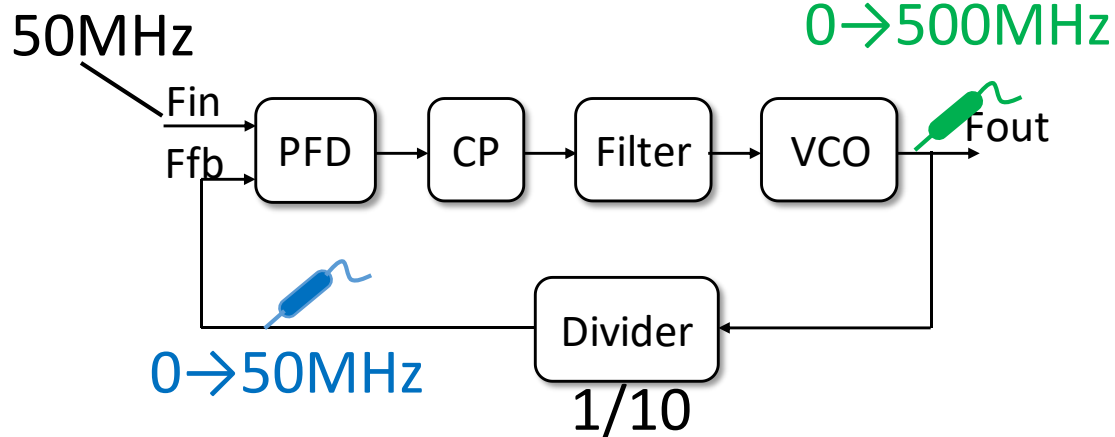 50MHz
0→500MHz
Fin
Ffb
PFD
CP
Filter
VCO
Fout
Divider
0→50MHz
1/10